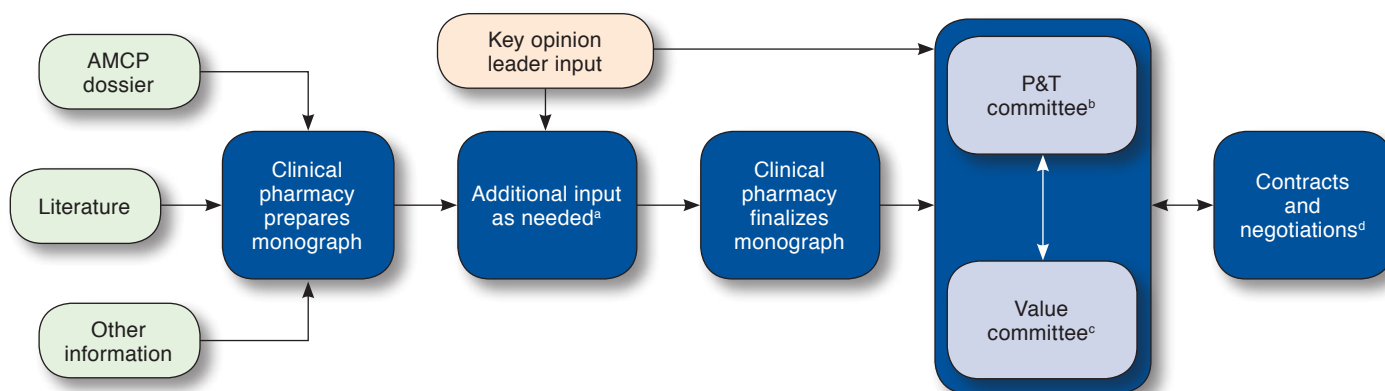 AMCP
dossier
Literature
Other
information
Clinical
pharmacy
prepares
monograph
Key opinion
leader input
Additional input
as neededᵃ
Clinical
pharmacy
finalizes
monograph
P&T
committeeᵇ
Value
committeeᶜ
Contracts
and
negotiationsᵈ